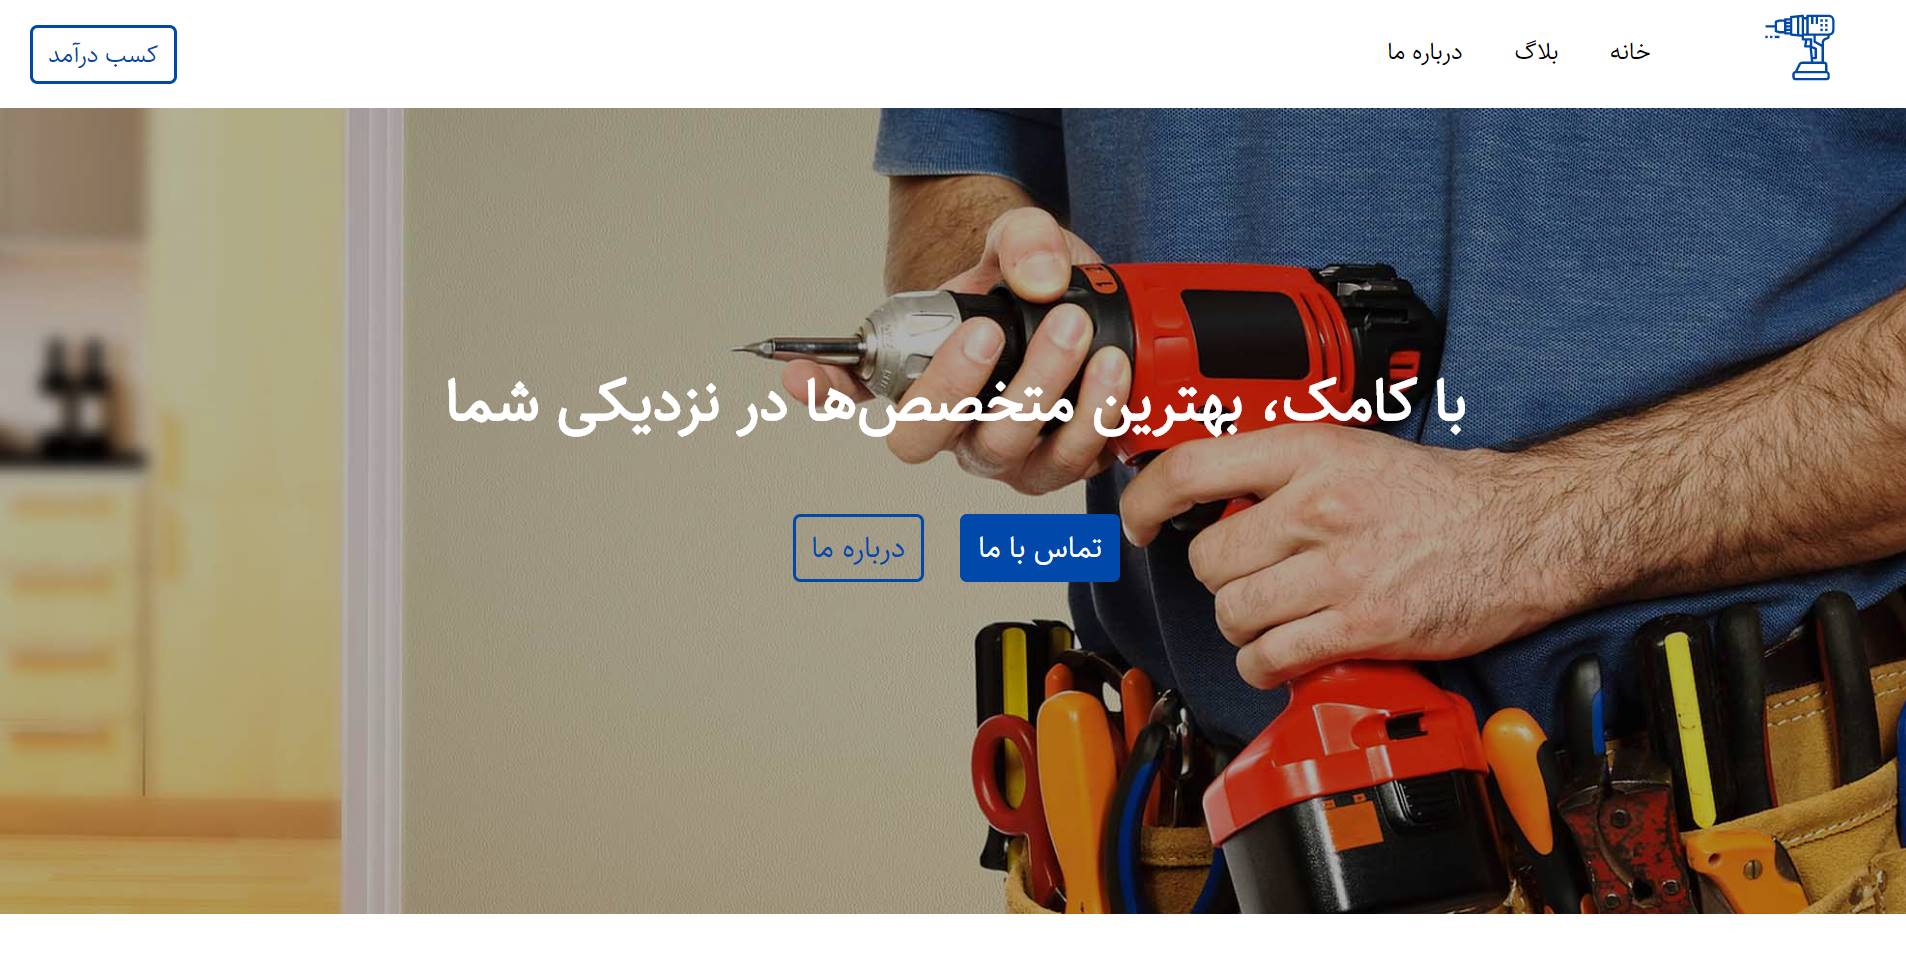 خانه
بلاگ
درباره ما
کسب درآمد
با کامک، بهترین متخصص‌ها در نزدیکی شما
تماس با ما
درباره ما